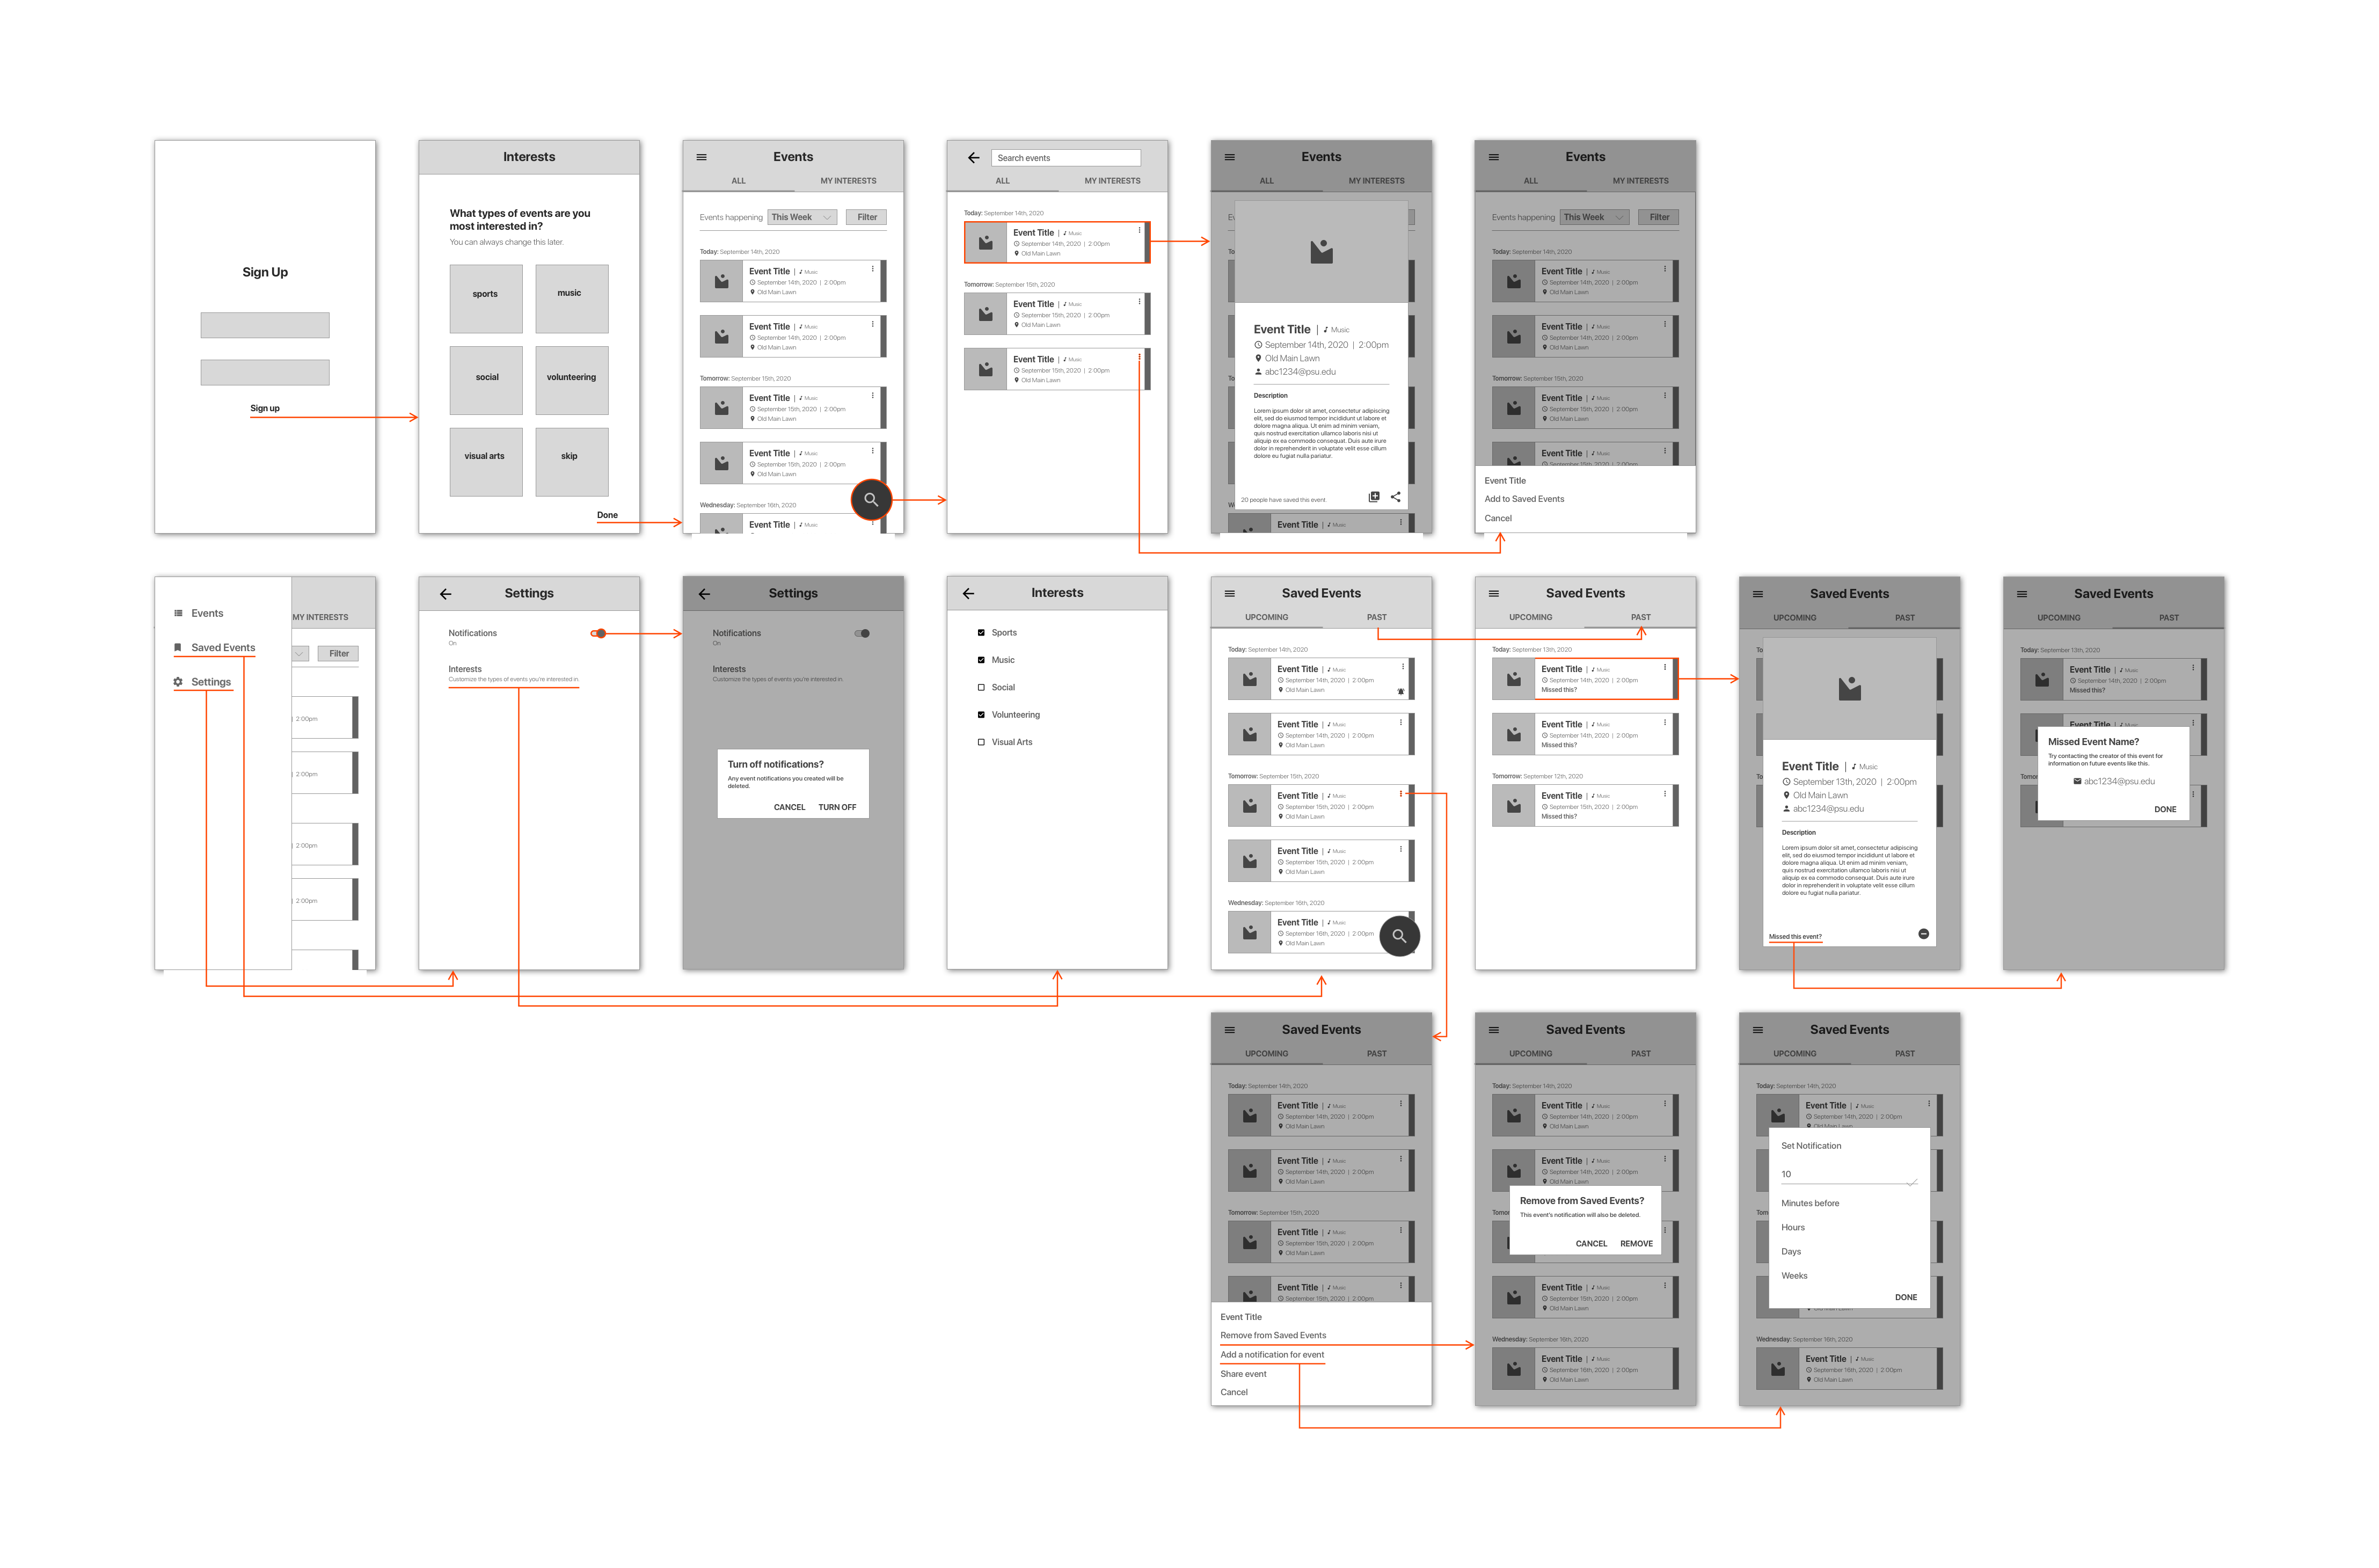 Sign Up
Sign up
Interests
What types of events are you
most interested in?
You can always change this later.
sports
music
social
volunteering
visual arts
skip
Done
Events
ALL
MY INTERESTS
Events happening
This Week
Filter
Today: September 14th, 2020
Event Title | Music
September 14th, 2020 | 2:00pm
Old Main Lawn
Event Title | Music
September 14th, 2020 | 2:00pm
Old Main Lawn
Tomorrow: September 15th, 2020
Event Title | Music
September 15th, 2020 | 2:00pm
Old Main Lawn
Event Title | Music
September 15th, 2020 | 2:00pm
Old Main Lawn
Wednesday: September 16th, 2020
Event Title | Music
Search events
ALL
MY INTERESTS
Today: September 14th, 2020
Event Title | Music
September 14th, 2020 | 2:00pm
Old Main Lawn
Tomorrow: September 15th, 2020
Event Title | Music
September 15th, 2020 | 2:00pm
Old Main Lawn
Event Title | Music
September 15th, 2020 | 2:00pm
Old Main Lawn
Events
ALL
MY INTERESTS
Event Title | Music
September 14th, 2020 | 2:00pm
Old Main Lawn
abc1234@psu.edu
Description
Lorem ipsum dolor sit amet, consectetur adipiscing
elit, sed do eiusmod tempor incididunt ut labore et
dolore magna aliqua. Ut enim ad minim veniam,
quis nostrud exercitation ullamco laboris nisi ut
aliquip ex ea commodo consequat. Duis aute irure
dolor in reprehenderit in voluptate velit esse cillum
dolore eu fugiat nulla pariatur.
20 people have saved this event
Event Title | Music
Events
ALL
MY INTERESTS
Events happening
This Week
Filter
Today: September 14th, 2020
Event Title | Music
September 14th, 2020 | 2:00pm
Old Main Lawn
Event Title | Music
September 14th, 2020 | 2:00pm
Old Main Lawn
Tomorrow: September 15th, 2020
Event Title | Music
September 15th, 2020 | 2:00pm
Old Main Lawn
Event Title | Music
September 15th, 2020 | 2:00pm
Event Title
Add to Saved Events
Cancel
Events
Saved Events
Settings
MY INTERESTS
Filter
| 2:00pm
| 2:00pm
| 2:00pm
| 2:00pm
Settings
Notifications
On
Interests
Customize the types of events you're interested in
Settings
Notifications
On
Interests
Customize the types of events you're interested in
Turn off notifications?
Any event notifications you created will be
deleted.
CANCEL
TURN OFF
Interests
Sports
Music
Social
Volunteering
Visual Arts
Saved Events
UPCOMING
PAST
Today: September 14th, 2020
Event Title | Music
September 14th, 2020 | 2:00pm
Old Main Lawn
Event Title | Music
September 14th, 2020 | 2:00pm
Old Main Lawn
Tomorrow: September 15th, 2020
Event Title | Music
September 15th, 2020 | 2:00pm
Old Main Lawn
Event Title | Music
September 15th, 2020 | 2:00pm
Old Main Lawn
Wednesday: September 16th, 2020
Event Title | Music
September 16th, 2020 | 2:00pm
Old Main Lawn
Saved Events
UPCOMING
PAST
Today: September 13th, 2020
Event Title | Music
September 14th, 2020 | 2:00pm
Missed this?
Event Title | Music
September 14th, 2020 | 2:00pm
Missed this?
Tomorrow: September 12th, 2020
Event Title | Music
September 15th, 2020 | 2:00pm
Missed this?
Saved Events
UPCOMING
PAST
Event Title | Music
September 13th, 2020 | 2:00pm
Old Main Lawn
abc1234@psu.edu
Description
Lorem ipsum dolor sit amet, consectetur adipiscing
elit, sed do eiusmod tempor incididunt ut labore et
dolore magna aliqua. Ut enim ad minim veniam,
quis nostrud exercitation ullamco laboris nisi ut
aliquip ex ea commodo consequat. Duis aute irure
dolor in reprehenderit in voluptate velit esse cillum
dolore eu fugiat nulla pariatur.
Missed this event?
Saved Events
UPCOMING
PAST
Today: September 13th, 2020
Event Title | Music
September 14th, 2020 | 2:00pm
Missed this?
Event Title | Music
Missed Event Name?
Try contacting the creator of this event for
information on future events like this.
abc1234@psu.edu
DONE
Saved Events
UPCOMING
PAST
Today: September 14th, 2020
Event Title | Music
September 14th, 2020 | 2:00pm
Old Main Lawn
Event Title | Music
September 14th, 2020 | 2:00pm
Old Main Lawn
Tomorrow: September 15th, 2020
Event Title | Music
September 15th, 2020 | 2:00pm
Old Main Lawn
Event Title | Music
September 15th, 2020 | 2:00pm
Event Title
Remove from Saved Events
Add a notification for event
Share event
Cancel
Saved Events
UPCOMING
PAST
Today: September 14th, 2020
Event Title | Music
September 14th, 2020 | 2:00pm
Old Main Lawn
Event Title | Music
September 14th, 2020 | 2:00pm
Old Main Lawn
Remove from Saved Events?
This event's notification will also be deleted.
CANCEL
REMOVE
Event Title | Music
September 15th, 2020 | 2:00pm
Old Main Lawn
Wednesday: September 16th, 2020
Event Title | Music
September 16th, 2020 | 2:00pm
Old Main Lawn
Saved Events
UPCOMING
PAST
Today: September 14th, 2020
Event Title | Music
September 14th, 2020 | 2:00pm
Old Main Lawn
Set Notification
10
Minutes before
Hours
Days
Weeks
DONE
Wednesday: September 16th, 2020
Event Title | Music
September 16th, 2020 | 2:00pm
Old Main Lawn